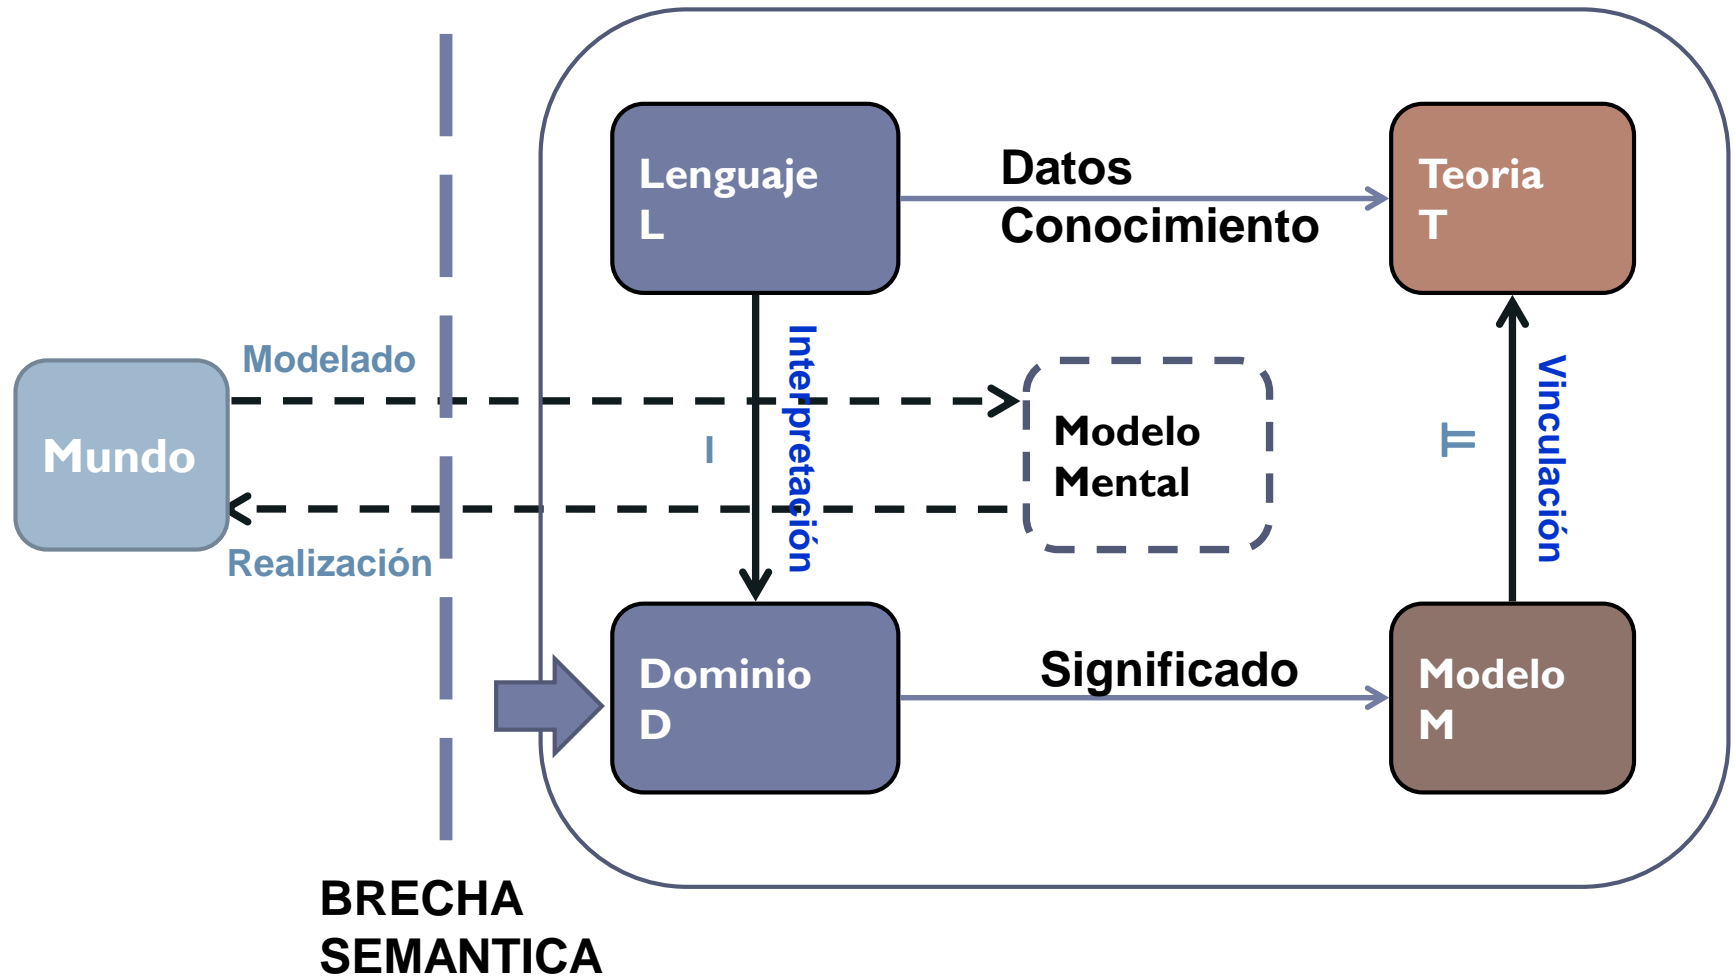 Lenguaje
L
Datos
Conocimiento
Teoria
T
Modelado
Mundo
Realización
I
Interpretación
Modelo
Mental
╥
Vinculación
Dominio
D
Significado
Modelo
M
BRECHA
SEMANTICA